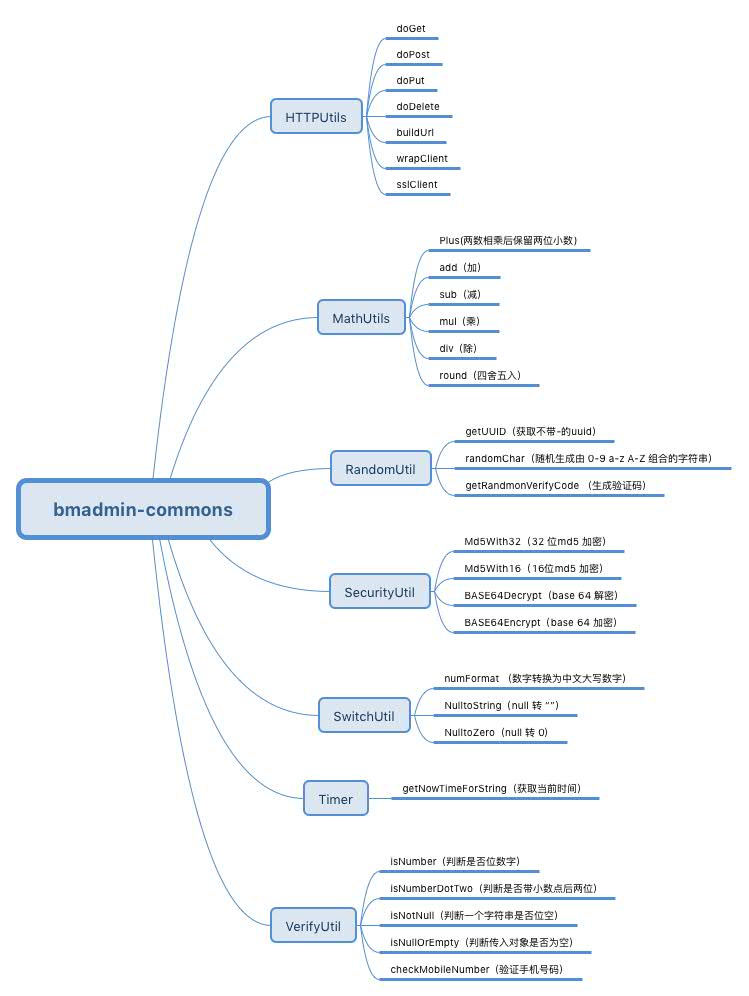 doGet
doPost
doPut
doDelete
buildUrl
wrapClient
sslClient
HTTPUtils
Plus(两数相乘后保留两位小数)
add（加）
sub（减）
mul（乘）
div（除）
round（四舍五入）
MathUtils
getUUID（获取不带-的uuid)
randomChar（随机生成由 0-9 a-z A-Z 组合的字符串）
getRandmonVerifyCode （生成验证码）
RandomUtil
bmadmin-commons
Md5With32（32 位md5 加密）
Md5With16（16位md5 加密）
BASE64Decrypt（base 64 解密）
BASE64Encrypt（base 64 加密）
SecurityUtil
numFormat （数字转换为中文大写数字）
NulltoString（null 转 “”）
NulltoZero（null 转 0）
SwitchUtil
getNowTimeForString（获取当前时间）
Timer
isNumber（判断是否位数字）
isNumberDotTwo（判断是否带小数点后两位）
isNotNull（判断一个字符串是否位空）
isNullOrEmpty（判断传入对象是否为空）
checkMobileNumber（验证手机号码）
VerifyUtil